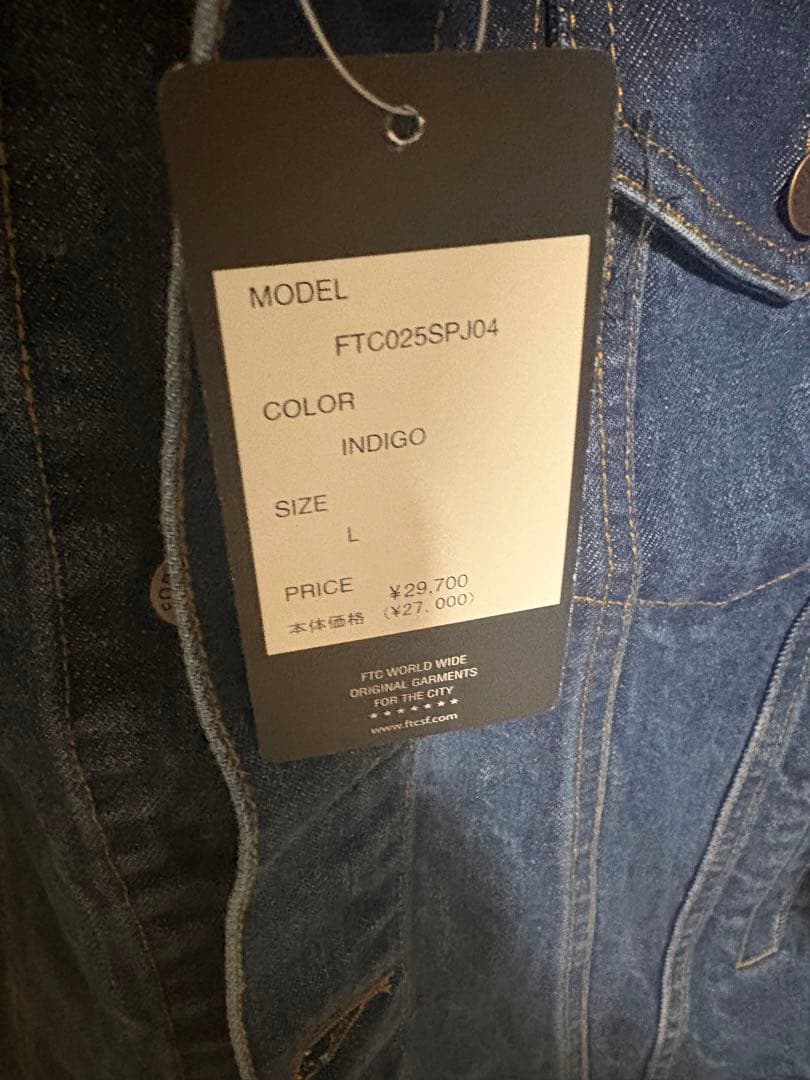 MODEL
FTC025SPJ04
COLOR
INDIGO
SIZE
L
PRICE ¥29,700
本体価格 (¥27,000)
FTC WORLD WIDE
ORIGINAL GARMENTS
FOR THE CITY
★★★★★★★
www.ftcsf.com